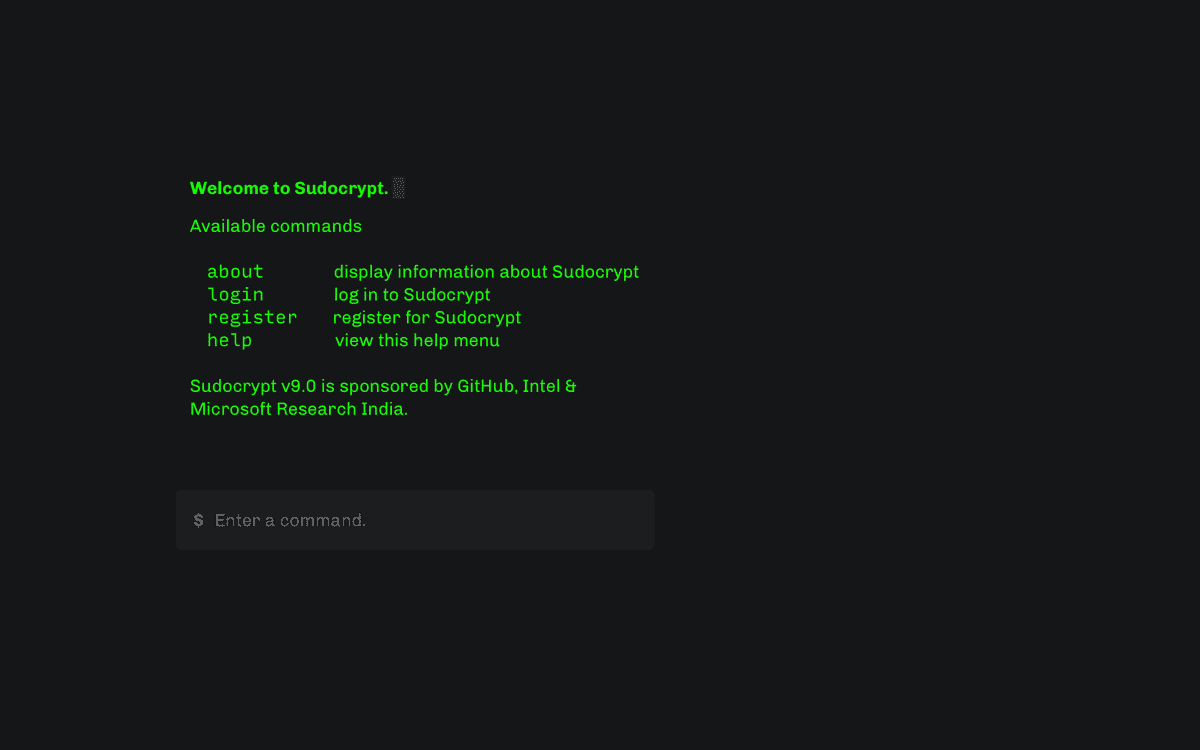 Welcome to Sudocrypt.
Available commands
about display information about Sudocrypt
login log in to Sudocrypt
register register for Sudocrypt
help view this help menu
Sudocrypt v9.0 is sponsored by GitHub, Intel &
Microsoft Research India.
$ Enter a command.